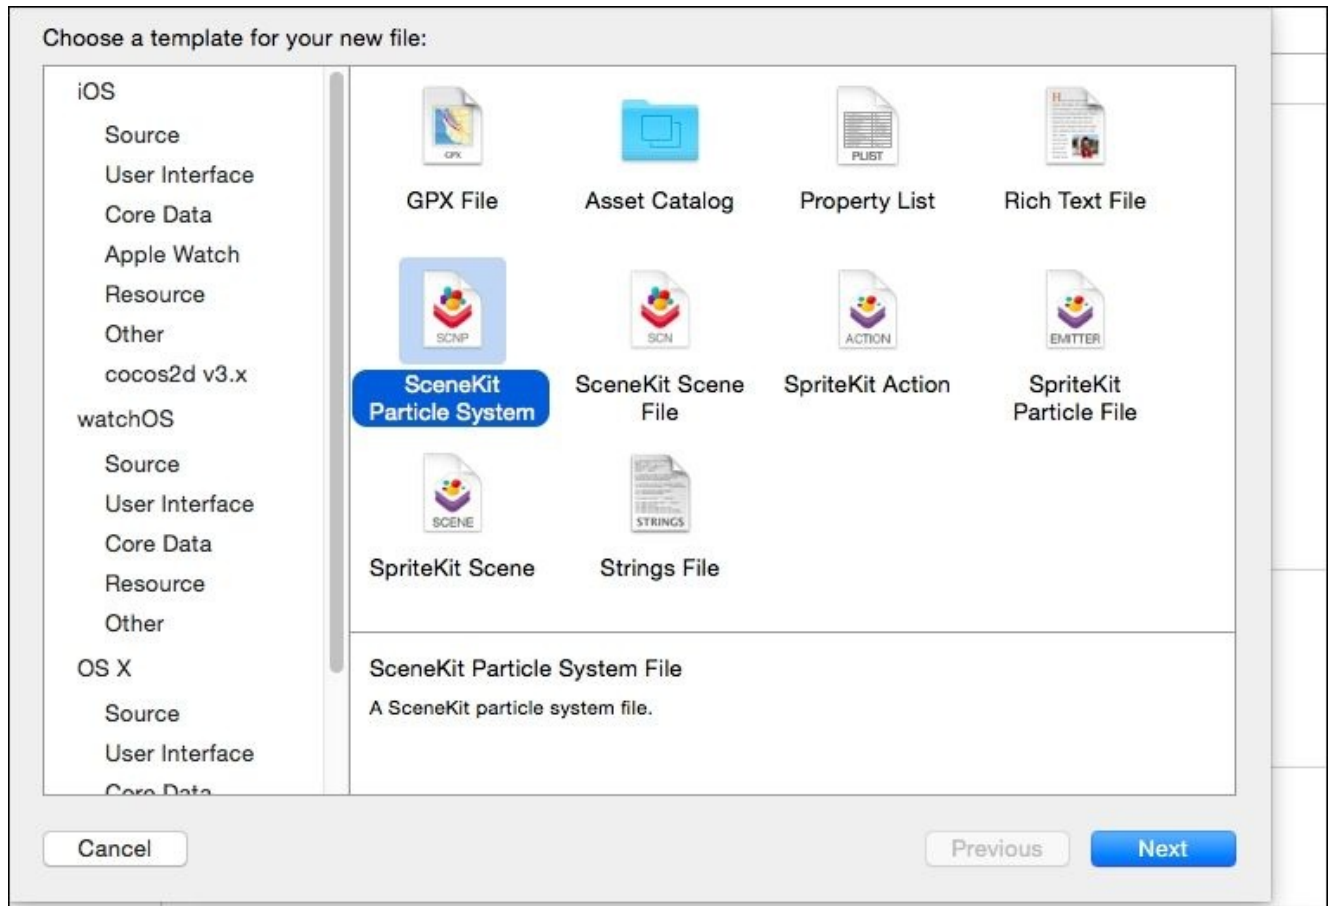 Choose a template for your new file:
iOS
Source
User Interface
Core Data
Apple Watch
Resource
Other
cocos2d v3.x
watchOS
Source
User Interface
Core Data
Resource
Other
OS X
Source
User Interface
Core Data
GPX
PLIST
GPX File
Asset Catalog
Property List
Rich Text File
SCNP
SCN
ACTION
EMITTER
SceneKit
Particle System
SceneKit Scene
File
SpriteKit Action
SpriteKit
Particle File
SCENE
STRINGS
SpriteKit Scene
Strings File
SceneKit Particle System File
A SceneKit particle system file.
Cancel
Previous
Next